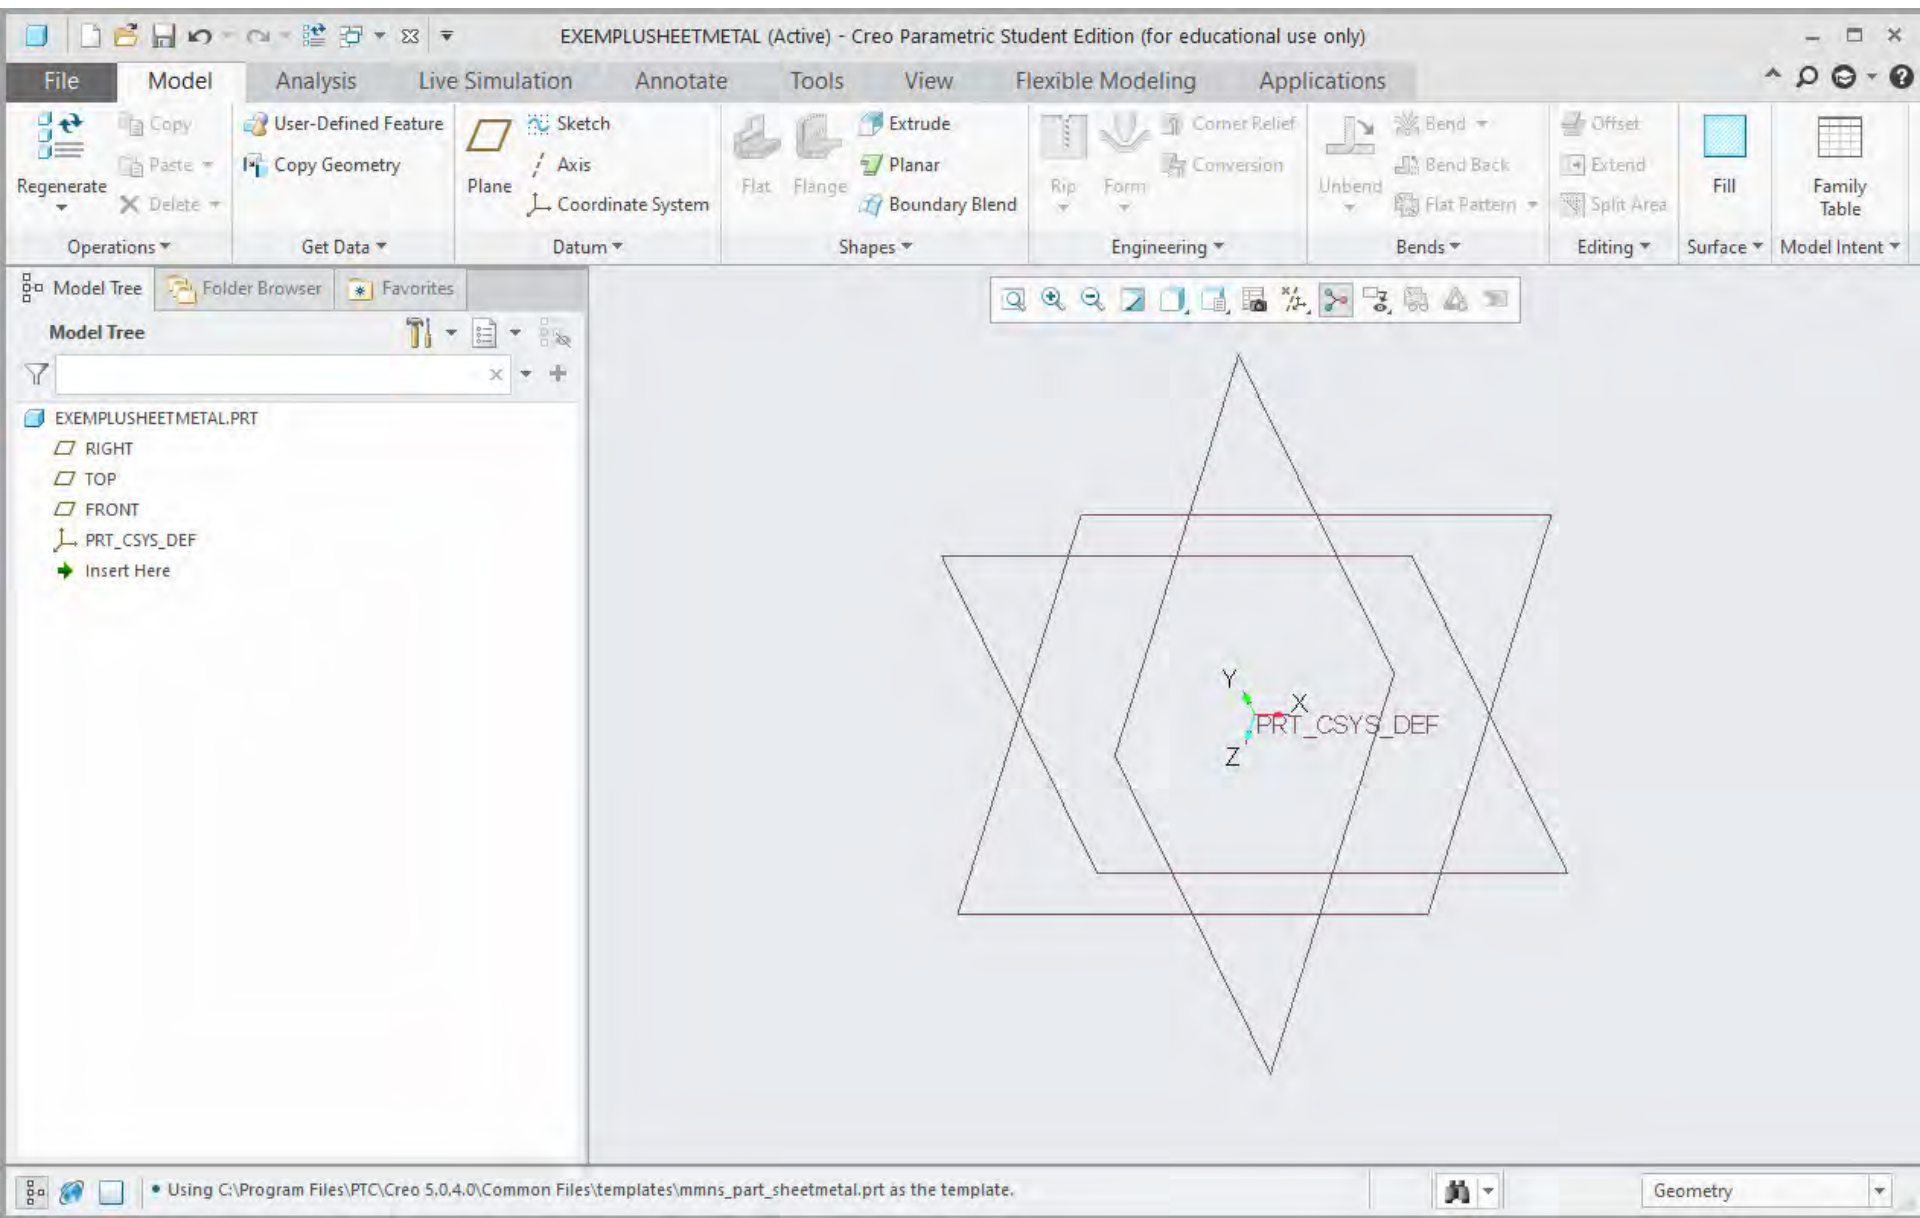 EXEMPLUSHEETMETAL (Active) - Creo Parametric Student Edition (for educational use only)
File Model Analysis Live Simulation Annotate Tools View Flexible Modeling Applications
Regenerate
Copy
Paste
Delete
Operations
User-Defined Feature
Copy Geometry
Get Data
Plane
Sketch
Axis
Coordinate System
Datum
Flat
Flange
Extrude
Planar
Boundary Blend
Shapes
Rip
Form
Corner Relief
Conversion
Engineering
Unbend
Bend
Bend Back
Flat Pattern
Bends
Offset
Extend
Split Area
Editing
Fill
Surface
Family
Table
Model Intent
Model Tree Folder Browser Favorites
Model Tree
EXEMPLUSHEETMETAL.PRT
RIGHT
TOP
FRONT
PRT_CSYS_DEF
Insert Here
Y
X
PRT_CSYS_DEF
Z
• Using C:\Program Files\PTC\Creo 5.0.4.0\Common Files\templates\mmns_part_sheetmetal.prt as the template.
Geometry